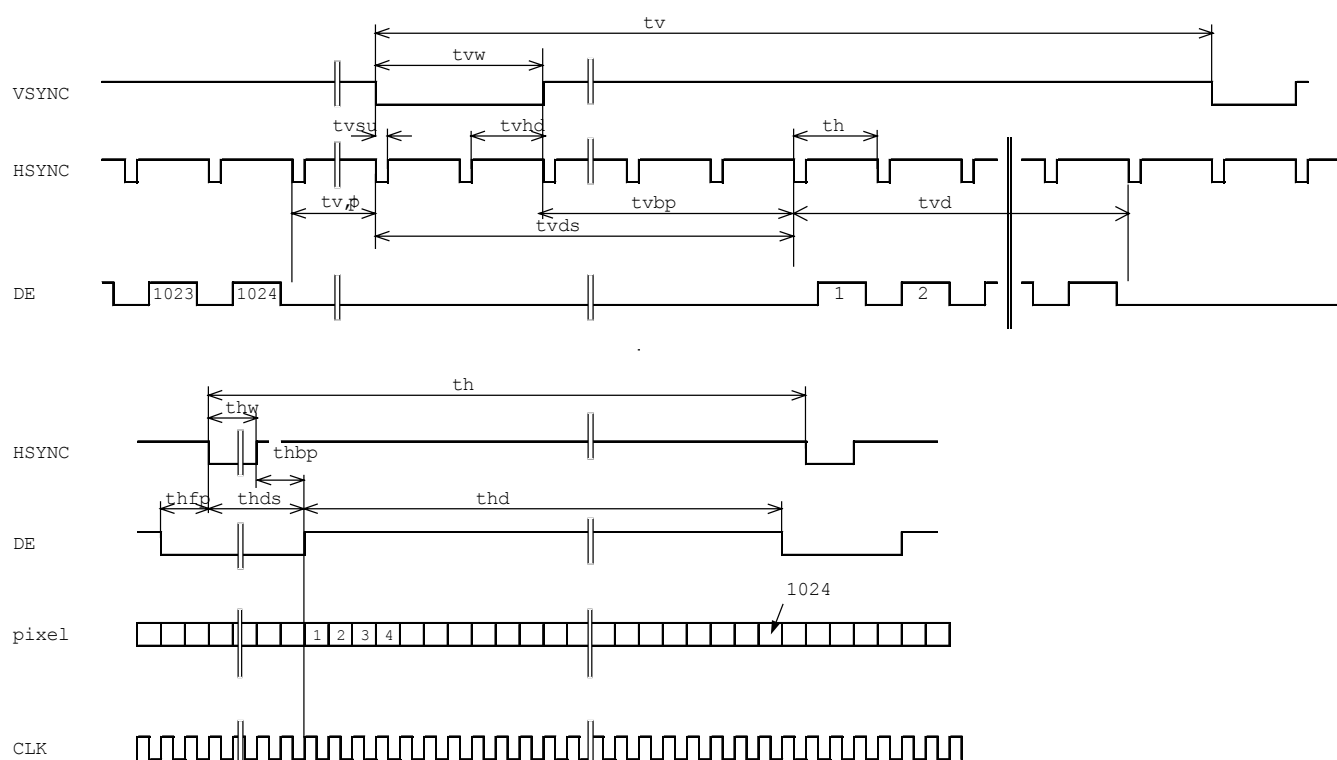 tv
tvw
VSYNC
tvsu
tvhd
th
HSYNC
tvbp
tvd
tvds
DE
1023
1024
1
2
th
thw
HSYNC
thbp
thfp
thds
thd
DE
1024
pixel
1
2
3
4
CLK